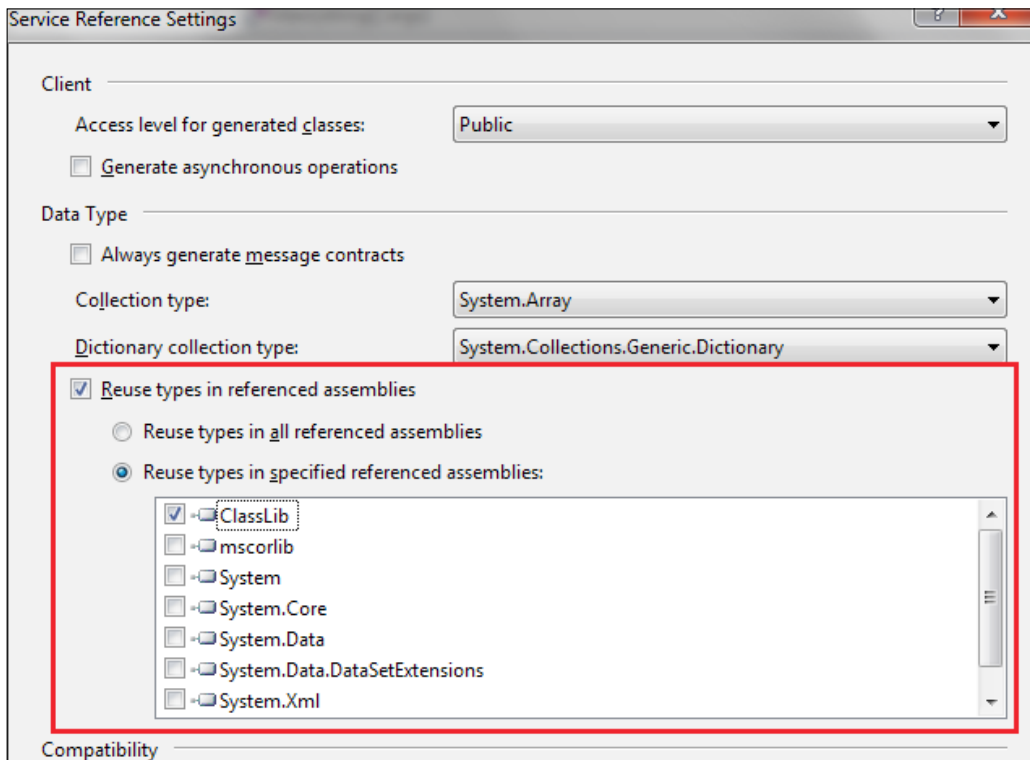 Service Reference Settings
?
Client
Access level for generated classes: Public
Generate asynchronous operations
Data Type
Always generate message contracts
Collection type: System.Array
Dictionary collection type: System.Collections.Generic.Dictionary
Reuse types in referenced assemblies
Reuse types in all referenced assemblies
Reuse types in specified referenced assemblies:
ClassLib
mscorlib
System
System.Core
System.Data
System.Data.DataSetExtensions
System.Xml
Compatibility